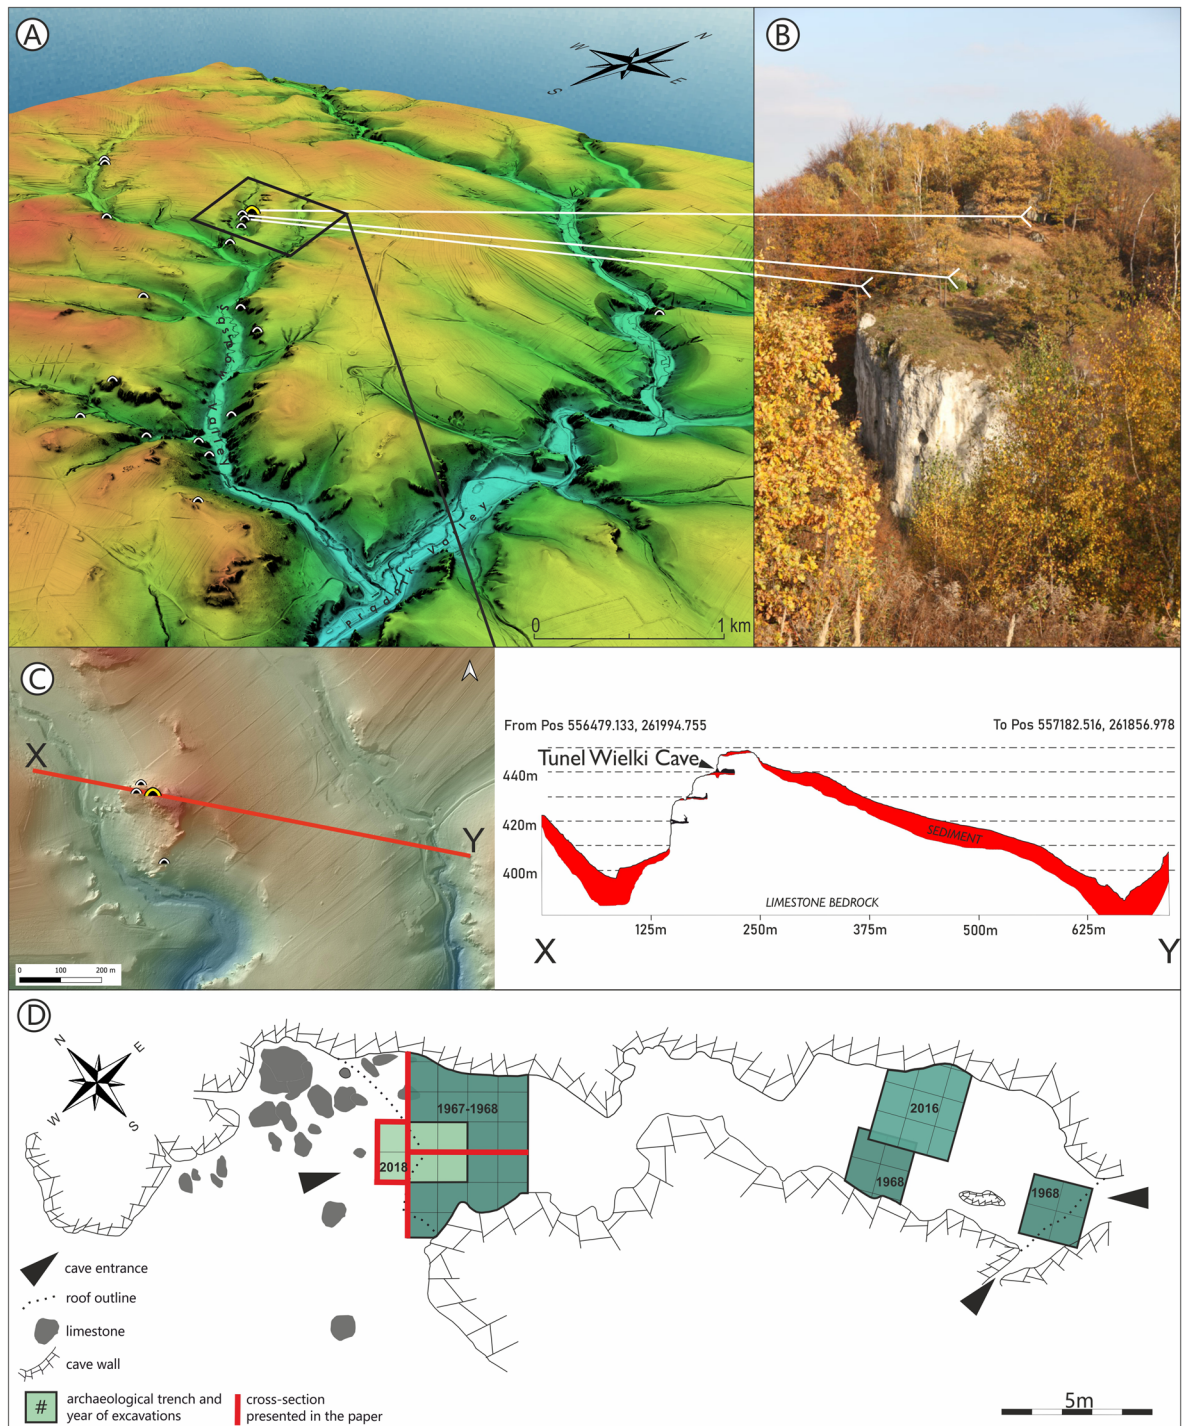 A
W
N
S
E
B
Sąspów Valley
Prądnik Valley
0
1 km
C
X
Y
0
100
200 m
From Pos 556479.133, 261994.755
To Pos 557182.516, 261856.978
Tunel Wielki Cave
440m
420m
400m
SEDIMENT
LIMESTONE BEDROCK
125m
250m
375m
500m
625m
X
Y
D
N
E
W
S
1967-1968
2018
2016
1968
1968
cave entrance
roof outline
limestone
cave wall
#
archaeological trench and
year of excavations
cross-section
presented in the paper
5m